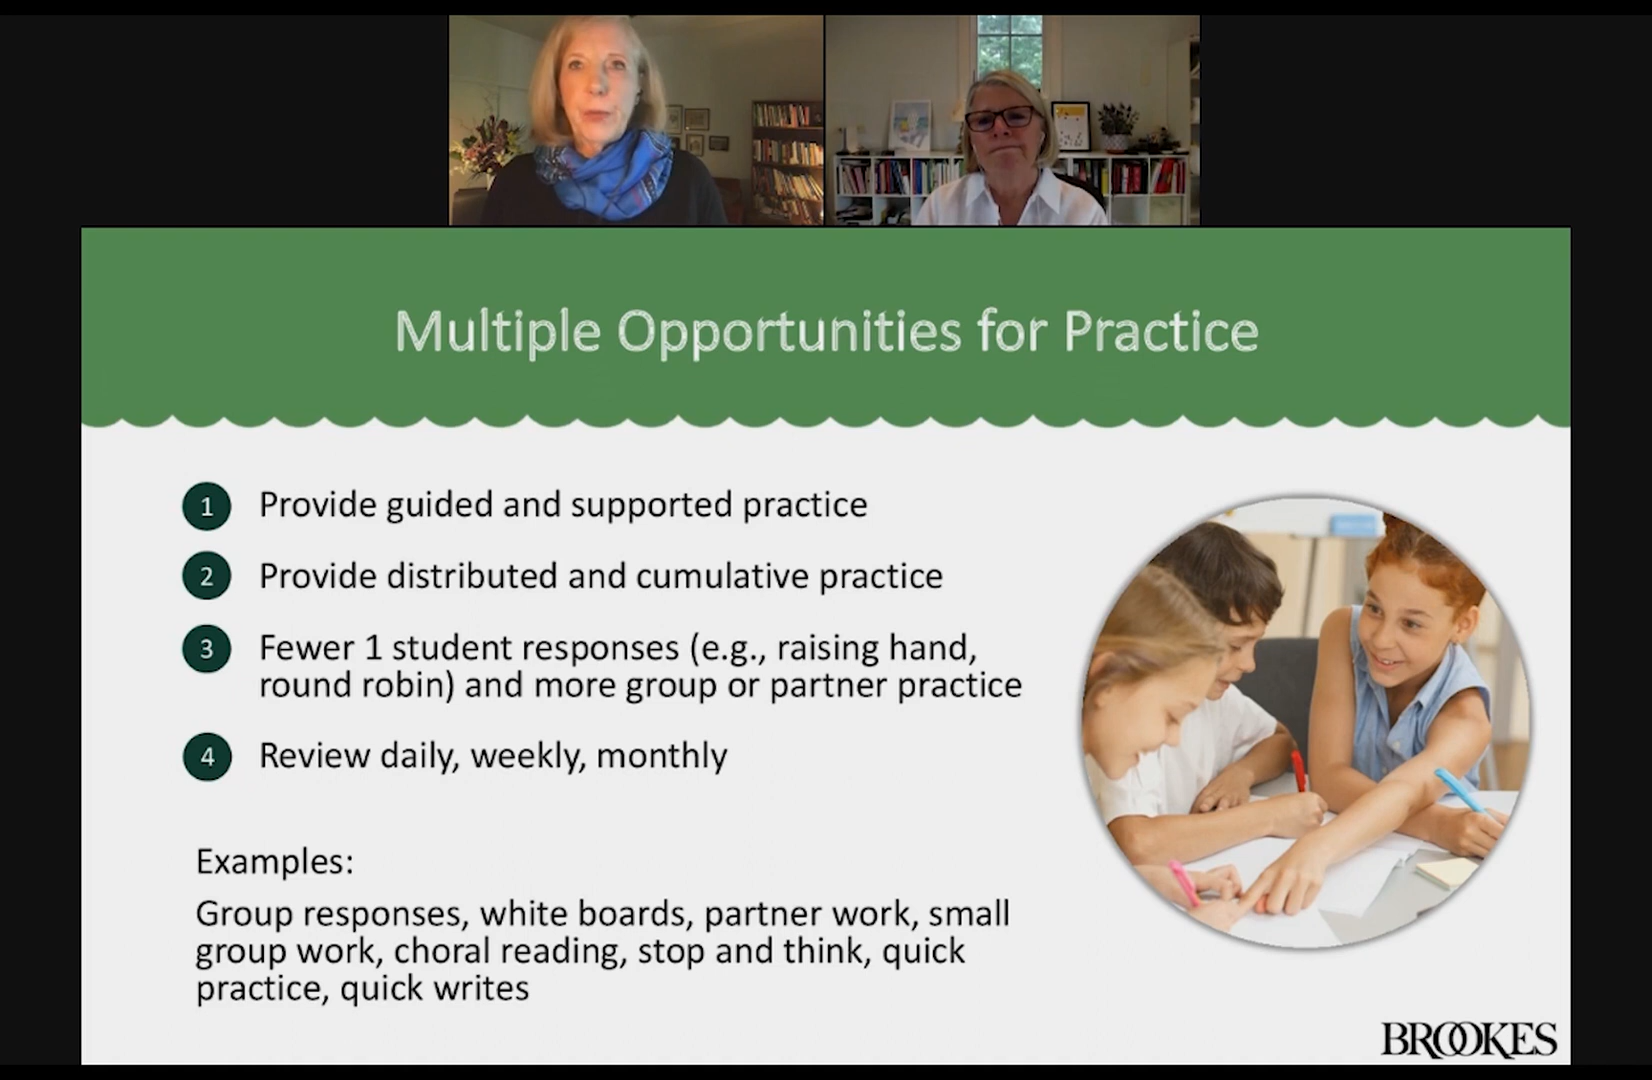 Multiple Opportunities for Practice
1 Provide guided and supported practice
2 Provide distributed and cumulative practice
3 Fewer 1 student responses (e.g., raising hand,
round robin) and more group or partner practice
4 Review daily, weekly, monthly
Examples:
Group responses, white boards, partner work, small
group work, choral reading, stop and think, quick
practice, quick writes
BROOKES